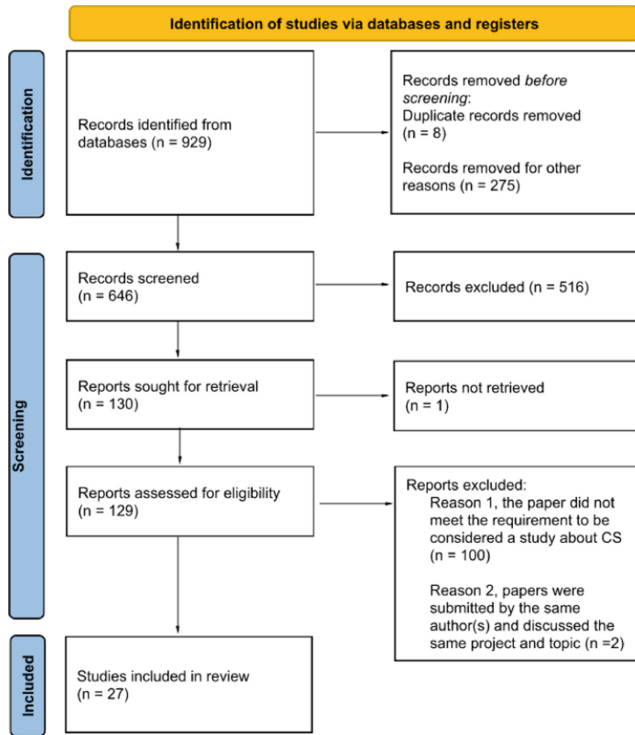 Identification of studies via databases and registers
Identification
Records identified from
databases (n = 929)
Records removed before
screening:
Duplicate records removed
(n = 8)
Records removed for other
reasons (n = 275)
Screening
Records screened
(n = 646)
Records excluded (n = 516)
Reports sought for retrieval
(n = 130)
Reports not retrieved
(n = 1)
Reports assessed for eligibility
(n = 129)
Reports excluded:
Reason 1, the paper did not
meet the requirement to be
considered a study about CS
(n = 100)
Reason 2, papers were
submitted by the same
author(s) and discussed the
same project and topic (n =2)
Included
Studies included in review
(n = 27)